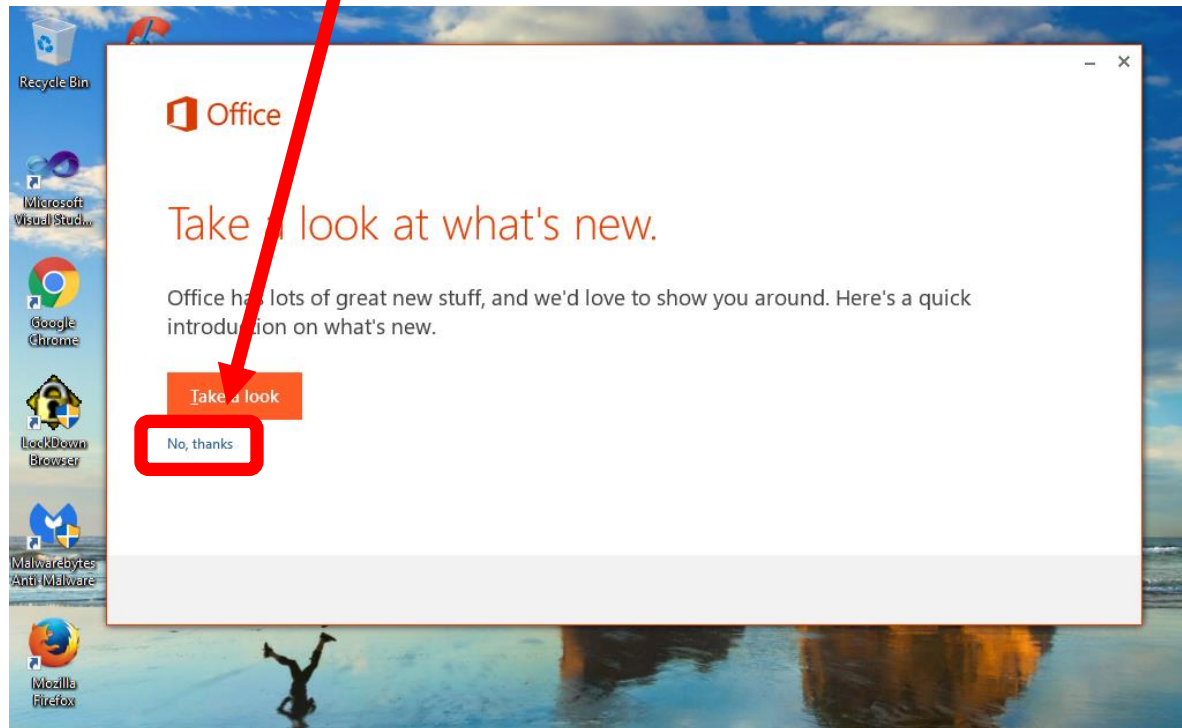 Recycle Bin
Microsoft
Visual Stud...
Google
Chrome
LockDown
Browser
Malwarebytes
Anti-Malware
Mozilla
Firefox
Office
Take a look at what's new.
Office has lots of great new stuff, and we'd love to show you around. Here's a quick
introduction on what's new.
Take a look
No, thanks